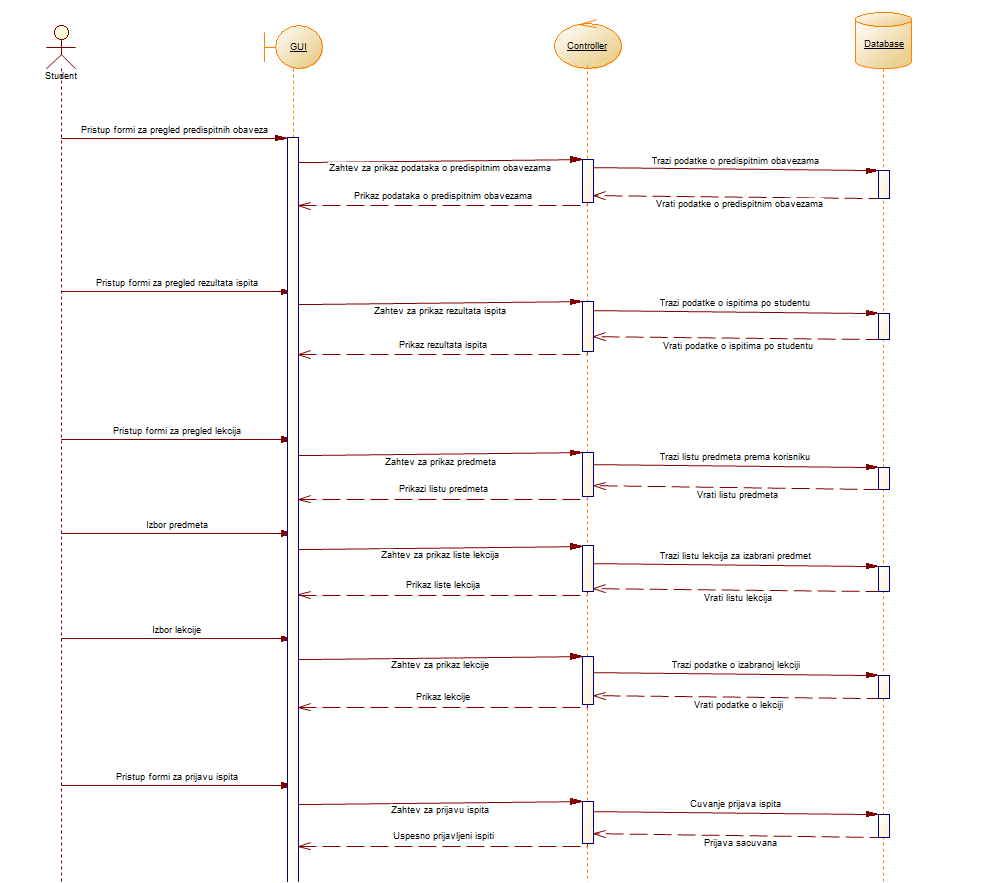 GUI
Controller
Database
Student
Pristup formi za pregled predispitnih obaveza
Zahtev za prikaz podataka o predispitnim obavezama
Trazi podatke o predispitnim obavezama
Prikaz podataka o predispitnim obavezama
Vrati podatke o predispitnim obavezama
Pristup formi za pregled rezultata ispita
Zahtev za prikaz rezultata ispita
Trazi podatke o ispitima po studentu
Prikaz rezultata ispita
Vrati podatke o ispitima po studentu
Pristup formi za pregled lekcija
Zahtev za prikaz predmeta
Trazi listu predmeta prema korisniku
Prikazi listu predmeta
Vrati listu predmeta
Izbor predmeta
Zahtev za prikaz liste lekcija
Trazi listu lekcija za izabrani predmet
Prikaz liste lekcija
Vrati listu lekcija
Izbor lekcije
Zahtev za prikaz lekcije
Trazi podatke o izabranoj lekciji
Prikaz lekcije
Vrati podatke o lekciji
Pristup formi za prijavu ispita
Zahtev za prijavu ispita
Cuvanje prijava ispita
Uspesno prijavljeni ispiti
Prijava sacuvana